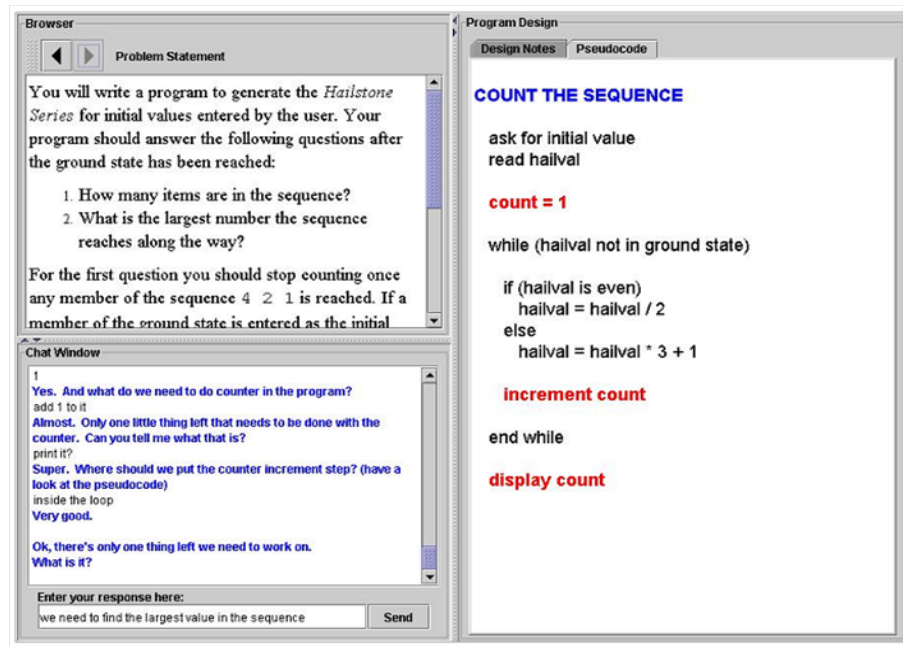 Browser
Problem Statement
You will write a program to generate the Hailstone
Series for initial values entered by the user. Your
program should answer the following questions after
the ground state has been reached:
1. How many items are in the sequence?
2. What is the largest number the sequence
reaches along the way?
For the first question you should stop counting once
any member of the sequence 4 2 1 is reached. If a
member of the ground state is entered as the initial
Chat Window
1
Yes. And what do we need to do counter in the program?
add 1 to it
Almost. Only one little thing left that needs to be done with the
counter. Can you tell me what that is?
print it?
Super. Where should we put the counter increment step? (have a
look at the pseudocode)
inside the loop
Very good.
Ok, there's only one thing left we need to work on.
What is it?
Enter your response here:
we need to find the largest value in the sequence
Send
Program Design
Design Notes
Pseudocode
COUNT THE SEQUENCE
ask for initial value
read hailval
count = 1
while (hailval not in ground state)
if (hailval is even)
hailval = hailval / 2
else
hailval = hailval * 3 + 1
increment count
end while
display count